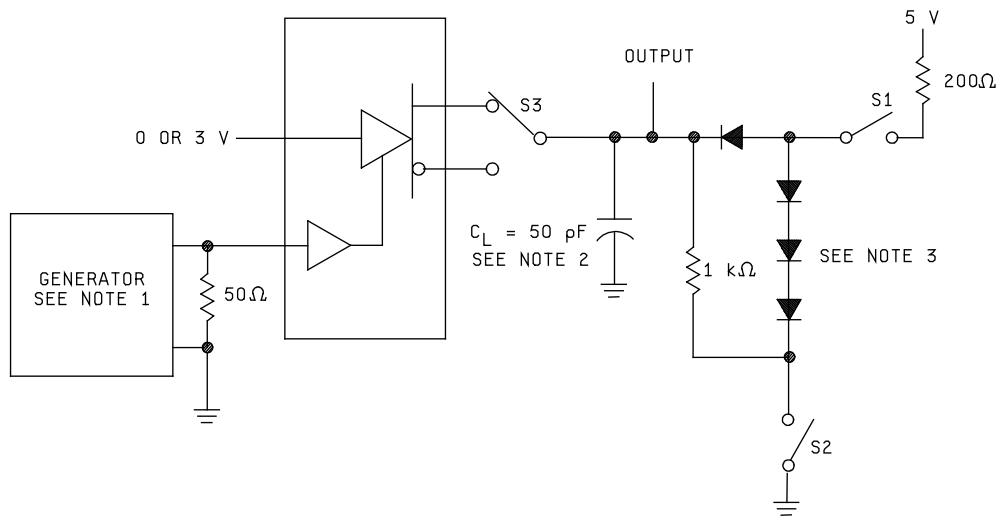 5 V
OUTPUT
200Ω
S1
S3
0 OR 3 V
CL = 50 pF
SEE NOTE 2
SEE NOTE 3
GENERATOR
SEE NOTE 1
50Ω
1 kΩ
S2